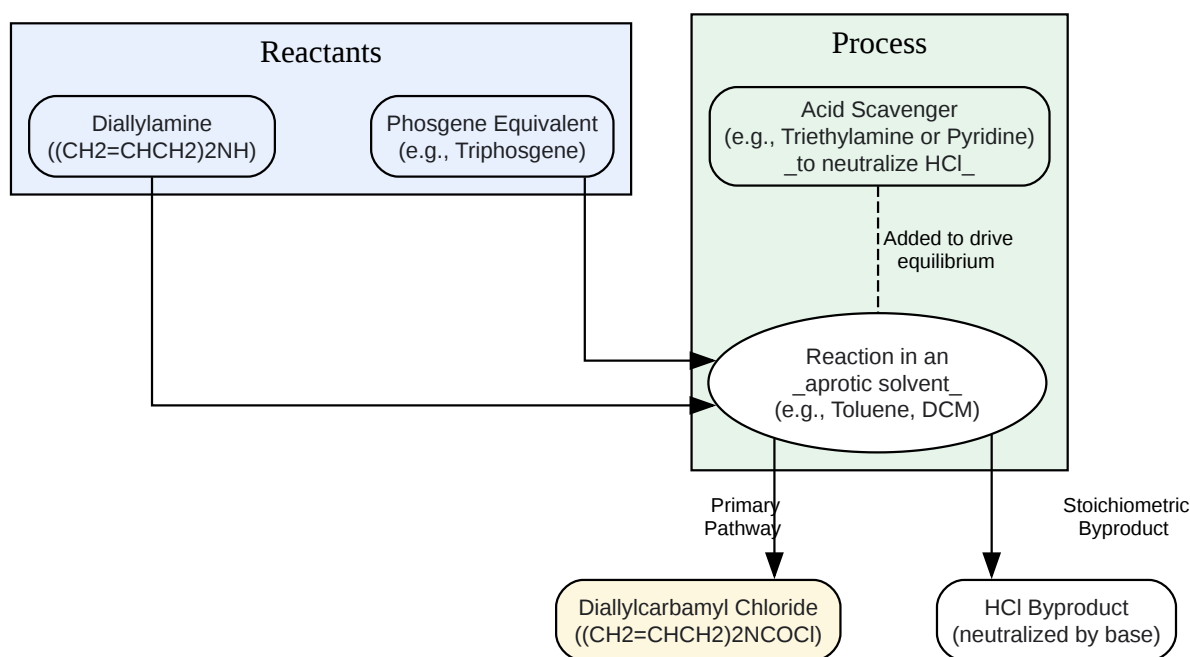 Reactants
Process
Diallylamine
((CH2=CHCH2)2NH)
Phosgene Equivalent
(e.g., Triphosgene)
Acid Scavenger
(e.g., Triethylamine or Pyridine)
_to neutralize HCl_
Added to drive
equilibrium
Reaction in an
_aprotic solvent_
(e.g., Toluene, DCM)
Primary
Pathway
Stoichiometric
Byproduct
Diallylcarbamyl Chloride
((CH2=CHCH2)2NCOCl)
HCl Byproduct
(neutralized by base)